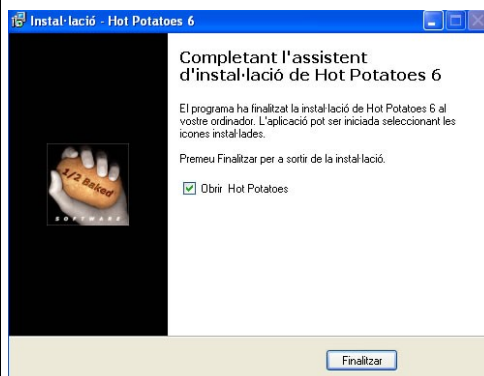 Instal·lació - Hot Potatoes 6
Completant l'assistent
d'instal·lació de Hot Potatoes 6
El programa ha finalitzat la instal·lació de Hot Potatoes 6 al
vostre ordinador. L'aplicació pot ser iniciada seleccionant les
icones instal·lades.
Premeu Finalitzar per a sortir de la instal·lació.
1/2 Baked
SOFTWARE
Obrir Hot Potatoes
Finalitzar